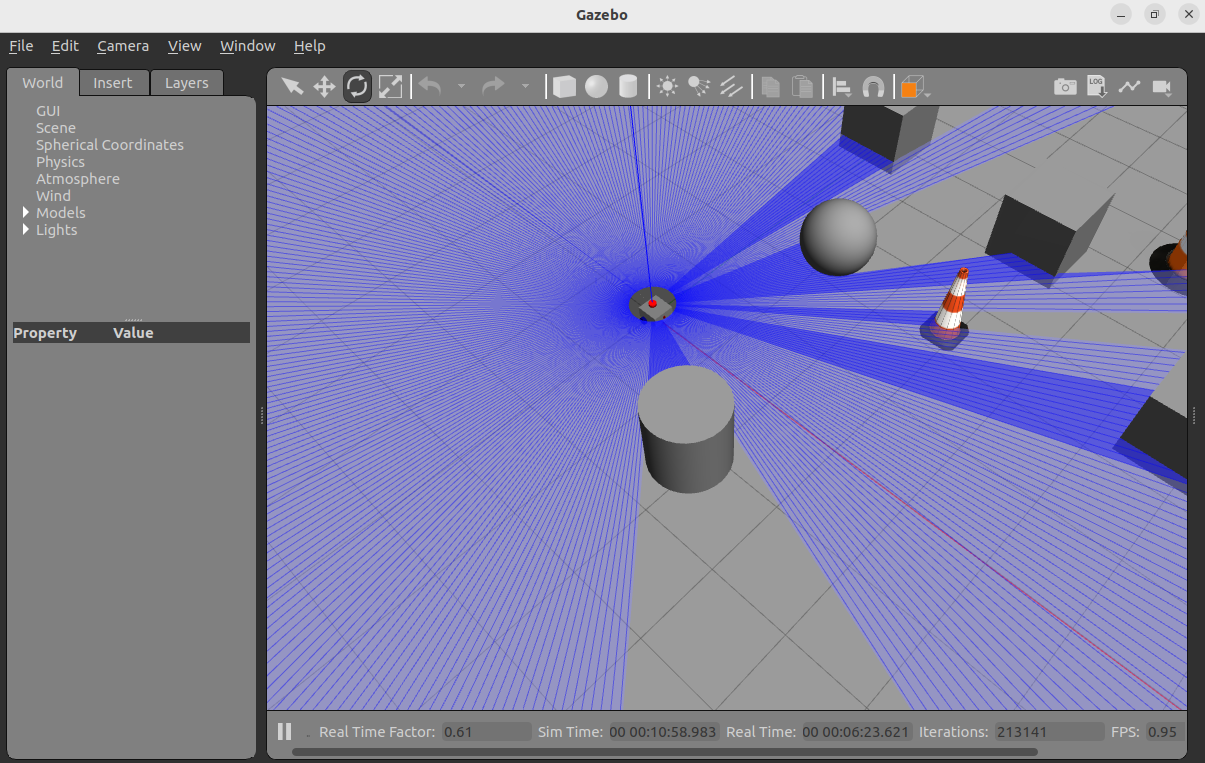 Gazebo
File Edit Camera View Window Help
World Insert Layers
LOG
GUI
Scene
Spherical Coordinates
Physics
Atmosphere
Wind
Models
Lights
Property Value
Real Time Factor: 0.61 Sim Time: 00 00:10:58.983 Real Time: 00 00:06:23.621 Iterations: 213141 FPS: 0.95